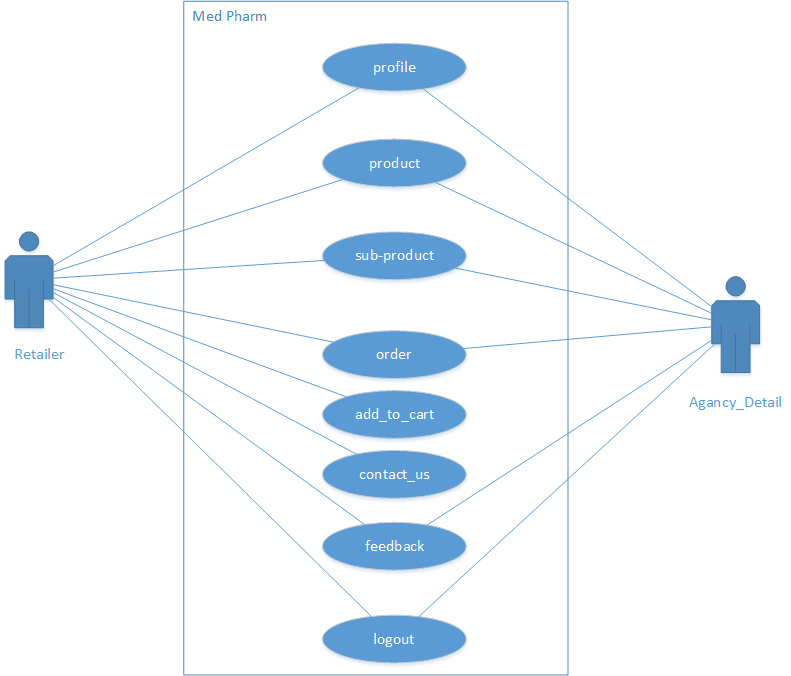 Med Pharm
profile
product
sub-product
order
add_to_cart
contact_us
feedback
logout
Retailer
Agancy_Detail